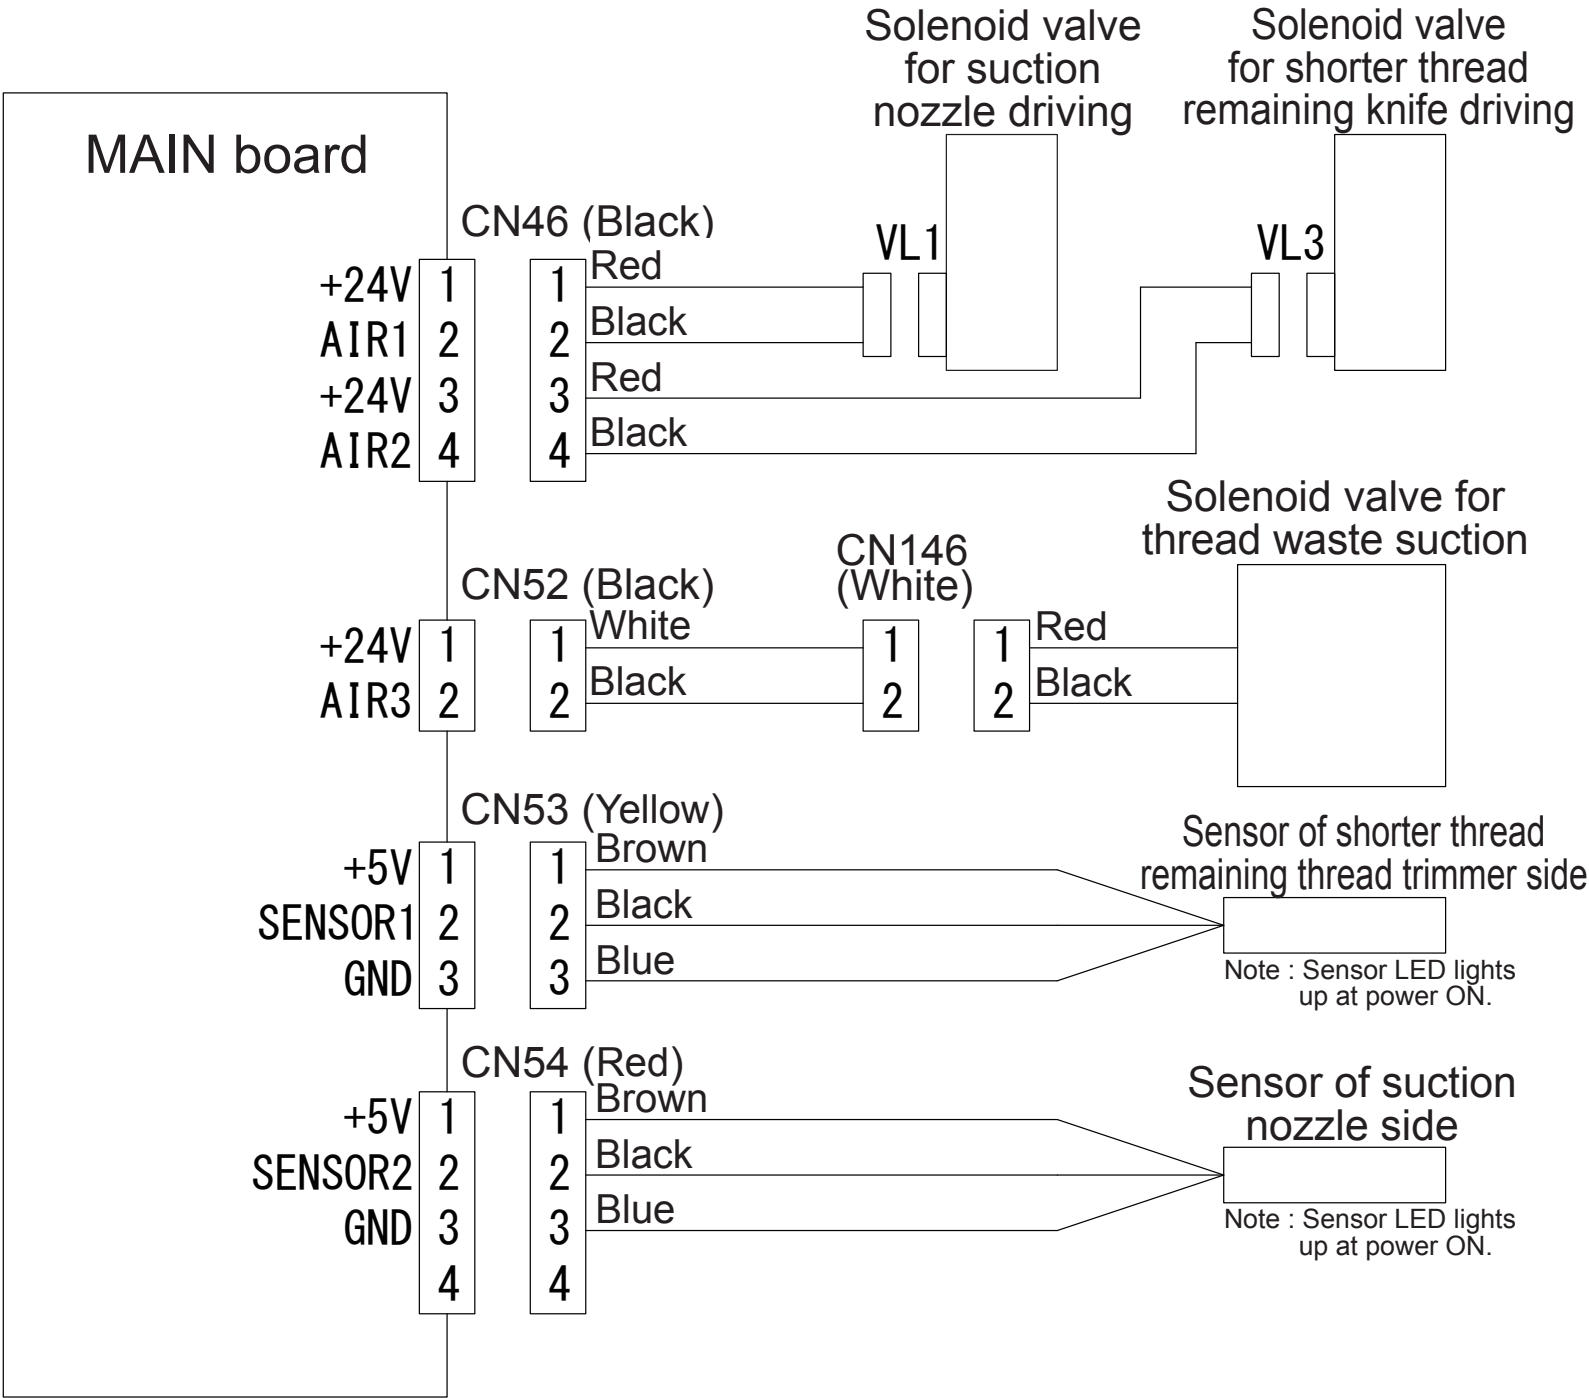 Solenoid valve
for suction
nozzle driving
Solenoid valve
for shorter thread
remaining knife driving
MAIN board
CN46 (Black)
VL1
VL3
+24V 1 1 Red
AIR1 2 2 Black
+24V 3 3 Red
AIR2 4 4 Black
Solenoid valve for
thread waste suction
CN52 (Black)
CN146
(White)
+24V 1 1 White 1 1 Red
AIR3 2 2 Black 2 2 Black
CN53 (Yellow)
Sensor of shorter thread
remaining thread trimmer side
+5V 1 1 Brown
SENSOR1 2 2 Black
GND 3 3 Blue
Note : Sensor LED lights
up at power ON.
CN54 (Red)
Sensor of suction
nozzle side
+5V 1 1 Brown
SENSOR2 2 2 Black
GND 3 3 Blue
4 4
Note : Sensor LED lights
up at power ON.